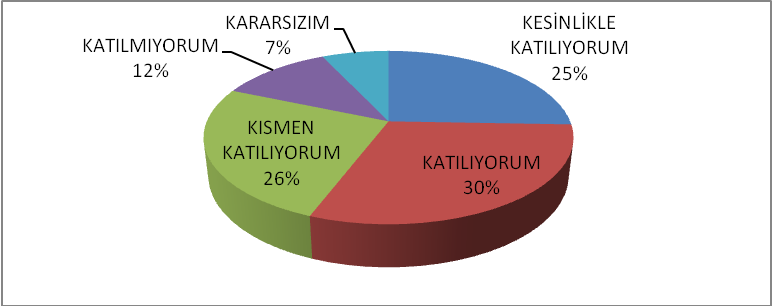 KARARSIZIM
7%
KESİNLİKLE
KATILIYORUM
25%
KATILMIYORUM
12%
KISMEN
KATILIYORUM
26%
KATILIYORUM
30%